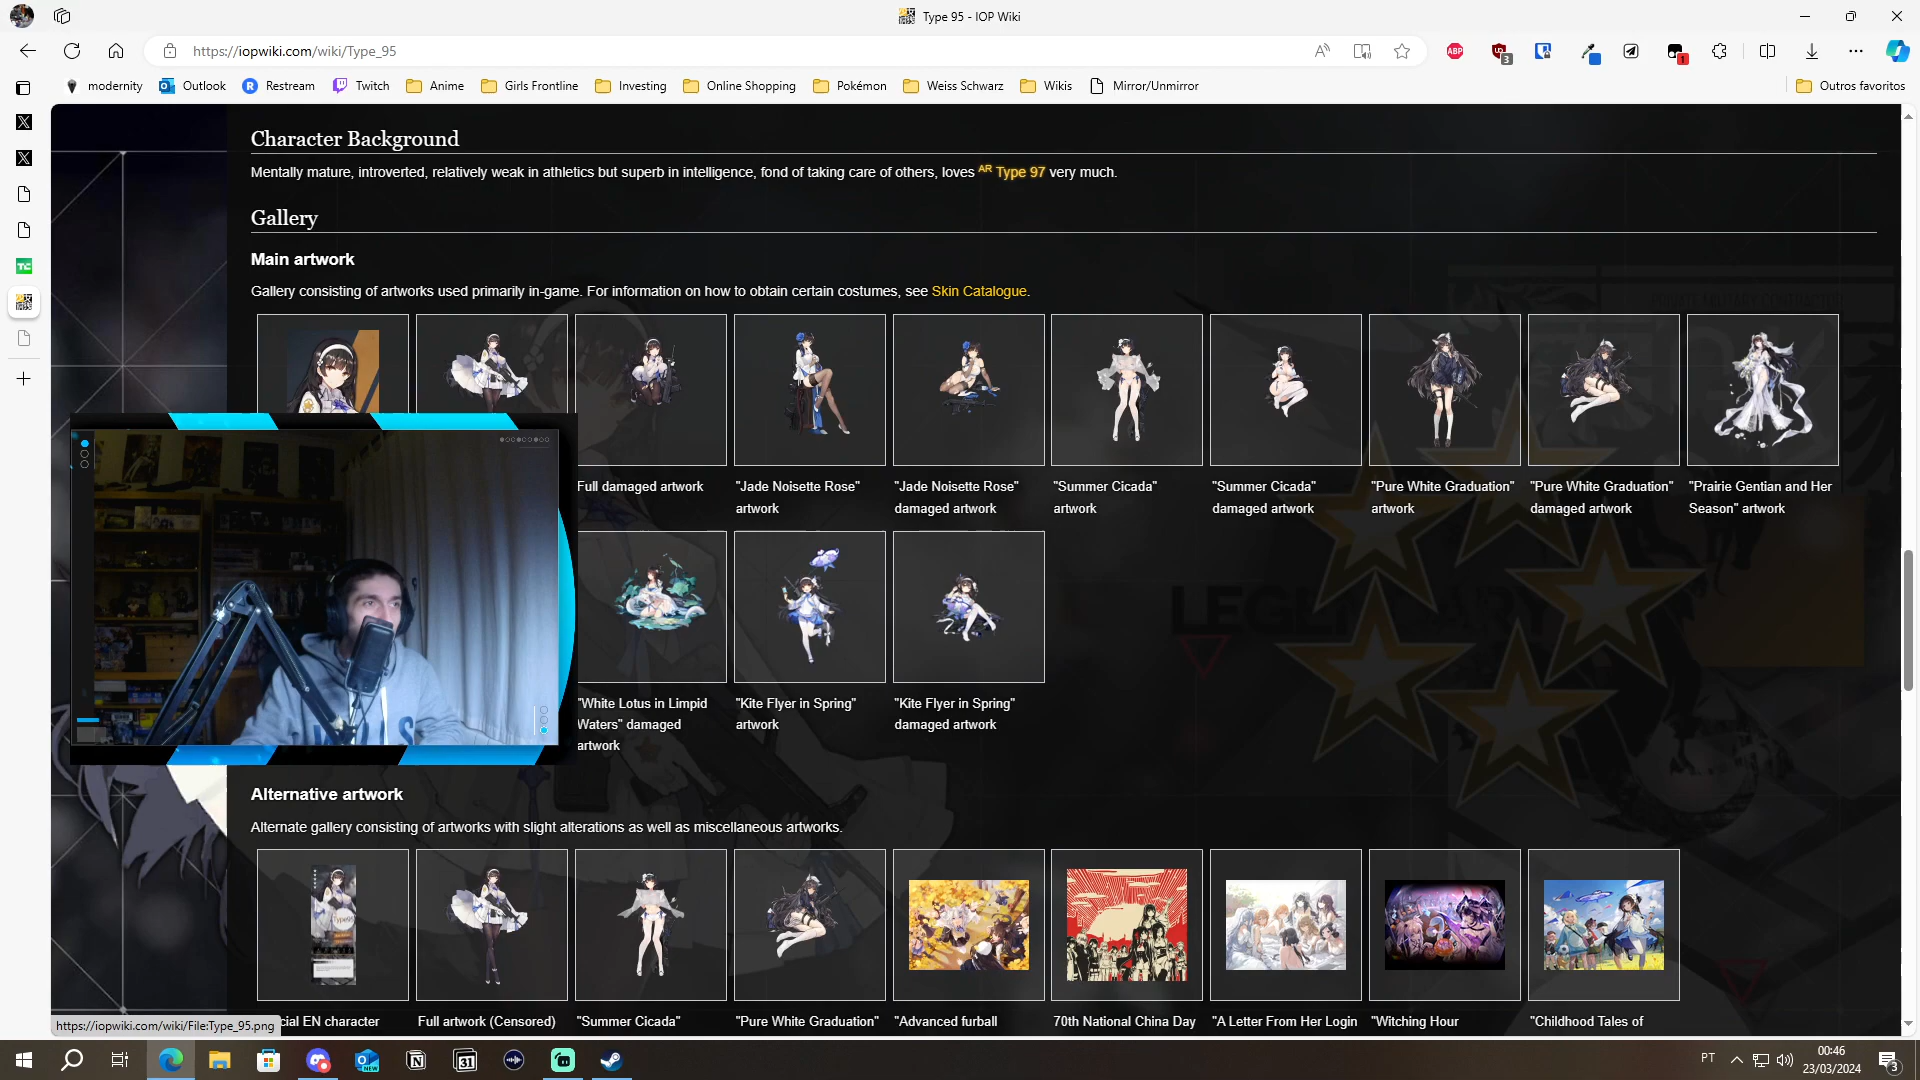 Type 95 - IOP Wiki
https://iopwiki.com/wiki/Type_95
ABP
3
1
modernity
Outlook
Restream
Twitch
Anime
Girls Frontline
Investing
Online Shopping
Pokémon
Weiss Schwarz
Wikis
Mirror/Unmirror
Outros favoritos
Character Background
Mentally mature, introverted, relatively weak in athletics but superb in intelligence, fond of taking care of others, loves AR Type 97 very much.
Gallery
Main artwork
Gallery consisting of artworks used primarily in-game. For information on how to obtain certain costumes, see Skin Catalogue.
Full damaged artwork
"Jade Noisette Rose"
artwork
"Jade Noisette Rose"
damaged artwork
"Summer Cicada"
artwork
"Summer Cicada"
damaged artwork
"Pure White Graduation"
artwork
"Pure White Graduation"
damaged artwork
"Prairie Gentian and Her
Season" artwork
"White Lotus in Limpid
Waters" damaged
artwork
"Kite Flyer in Spring"
artwork
"Kite Flyer in Spring"
damaged artwork
Alternative artwork
Alternate gallery consisting of artworks with slight alterations as well as miscellaneous artworks.
cial EN character
Full artwork (Censored)
"Summer Cicada"
"Pure White Graduation"
"Advanced furball
70th National China Day
"A Letter From Her Login
"Witching Hour
"Childhood Tales of
https://iopwiki.com/wiki/File:Type_95.png
NEW
31
PT
00:46
23/03/2024
3